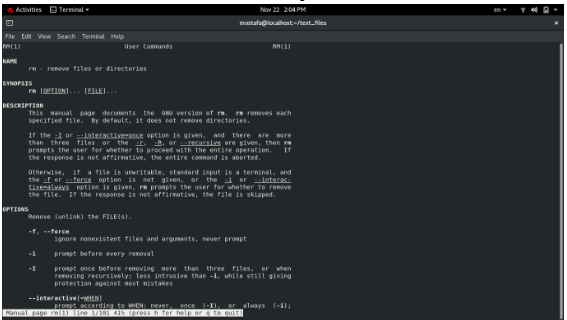 Activities Terminal Nov 22 2:04 PM en
mostafa@localhost:~/text_files
File Edit View Search Terminal Help
RM(1) User Commands RM(1)
NAME
rm - remove files or directories
SYNOPSIS
rm [OPTION]... [FILE]...
DESCRIPTION
This manual page documents the GNU version of rm. rm removes each
specified file. By default, it does not remove directories.
If the -I or --interactive=once option is given, and there are more
than three files or the -r, -R, or --recursive are given, then rm
prompts the user for whether to proceed with the entire operation. If
the response is not affirmative, the entire command is aborted.
Otherwise, if a file is unwritable, standard input is a terminal, and
the -f or --force option is not given, or the -i or --interac-
tive=always option is given, rm prompts the user for whether to remove
the file. If the response is not affirmative, the file is skipped.
OPTIONS
Remove (unlink) the FILE(s).
-f, --force
ignore nonexistent files and arguments, never prompt
-i prompt before every removal
-I prompt once before removing more than three files, or when
removing recursively; less intrusive than -i, while still giving
protection against most mistakes
--interactive[=WHEN]
prompt according to WHEN: never, once (-I), or always (-i);
Manual page rm(1) line 1/101 41% (press h for help or q to quit)